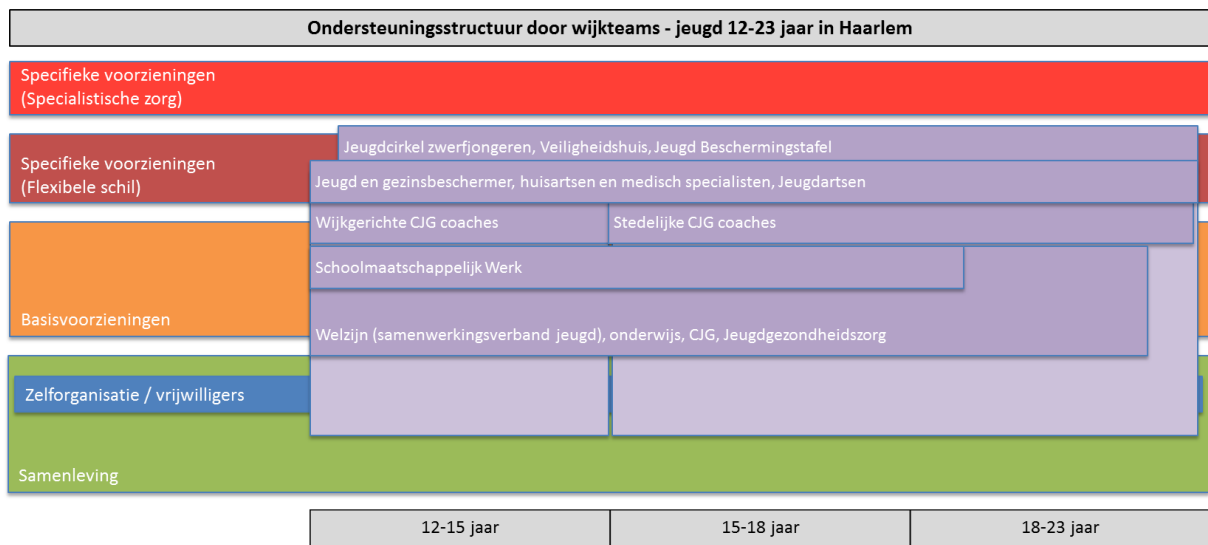 Ondersteuningsstructuur door wijkteams - jeugd 12-23 jaar in Haarlem
Specifieke voorzieningen
(Specialistische zorg)
Specifieke voorzieningen
(Flexibele schil)
Jeugdcirkel zwerfjongeren, Veiligheidshuis, Jeugd Beschermingstafel
Jeugd en gezinsbeschermer, huisartsen en medisch specialisten, Jeugdartsen
Wijkgerichte CJG coaches
Stedelijke CJG coaches
Schoolmaatschappelijk Werk
Basisvoorzieningen
Welzijn (samenwerkingsverband jeugd), onderwijs, CJG, Jeugdgezondheidszorg
Zelforganisatie / vrijwilligers
Samenleving
12-15 jaar
15-18 jaar
18-23 jaar